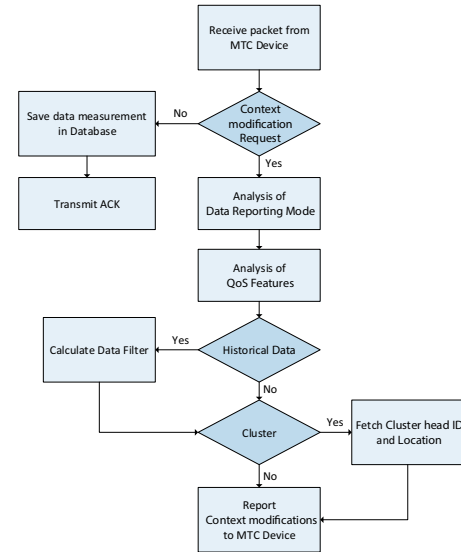 Receive packet from
MTC Device
Context
modification
Request
No
Save data measurement
in Database
Transmit ACK
Yes
Analysis of
Data Reporting Mode
Analysis of
QoS Features
Historical Data
Yes
Calculate Data Filter
No
Cluster
Yes
Fetch Cluster head ID
and Location
No
Report
Context modifications
to MTC Device